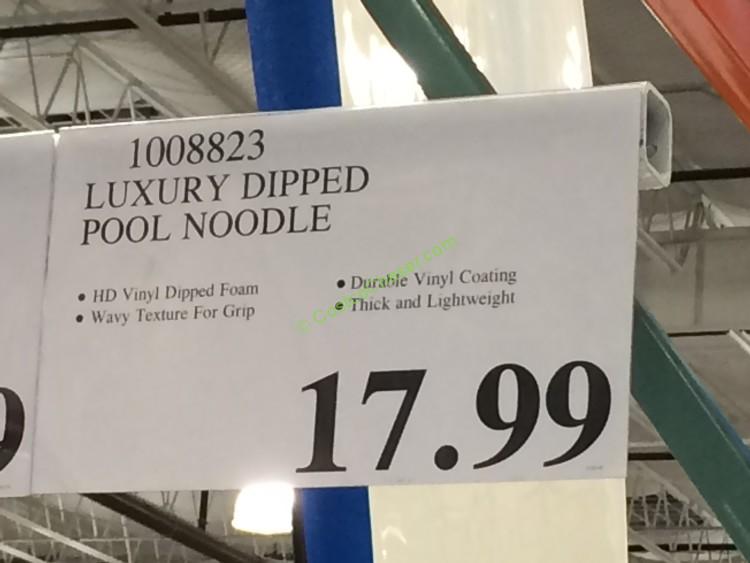 1008823
LUXURY DIPPED
POOL NOODLE
• HD Vinyl Dipped Foam
• Wavy Texture For Grip
• Durable Vinyl Coating
• Thick and Lightweight
17.99
9